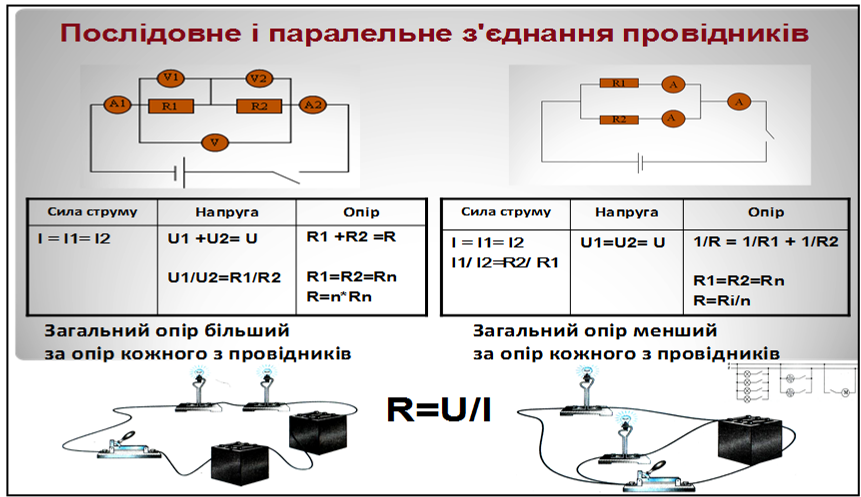 Послідовне і паралельне з'єднання провідників
V1
V2
A1
R1
R2
A2
V
R1
A
A
R2
A
Сила струму
Напруга
Опір
I = I1= I2
U1 +U2= U
R1 +R2 =R
U1/U2=R1/R2
R1=R2=Rn
R=n*Rn
Сила струму
Напруга
Опір
I = I1= I2
U1=U2= U
1/R = 1/R1 + 1/R2
I1/ I2=R2/ R1
R1=R2=Rn
R=Ri/n
Загальний опір більший
за опір кожного з провідників
Загальний опір менший
за опір кожного з провідників
R=U/I
M